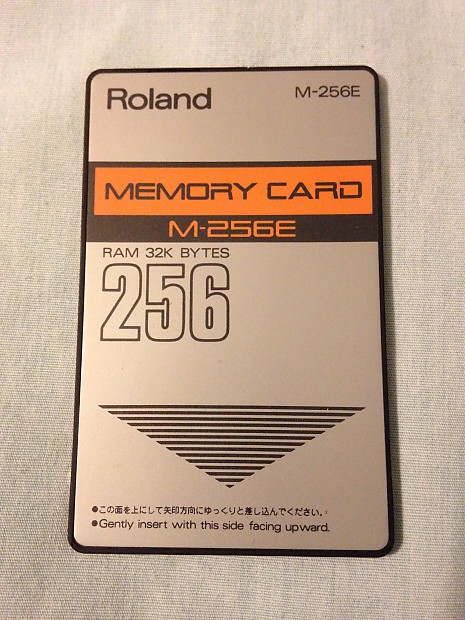 Roland
M-256E
MEMORY CARD
M-256E
RAM 32K BYTES
256
●この面を上にして矢印方向にゆっくりと差し込んでください。
●Gently insert with this side facing upward.